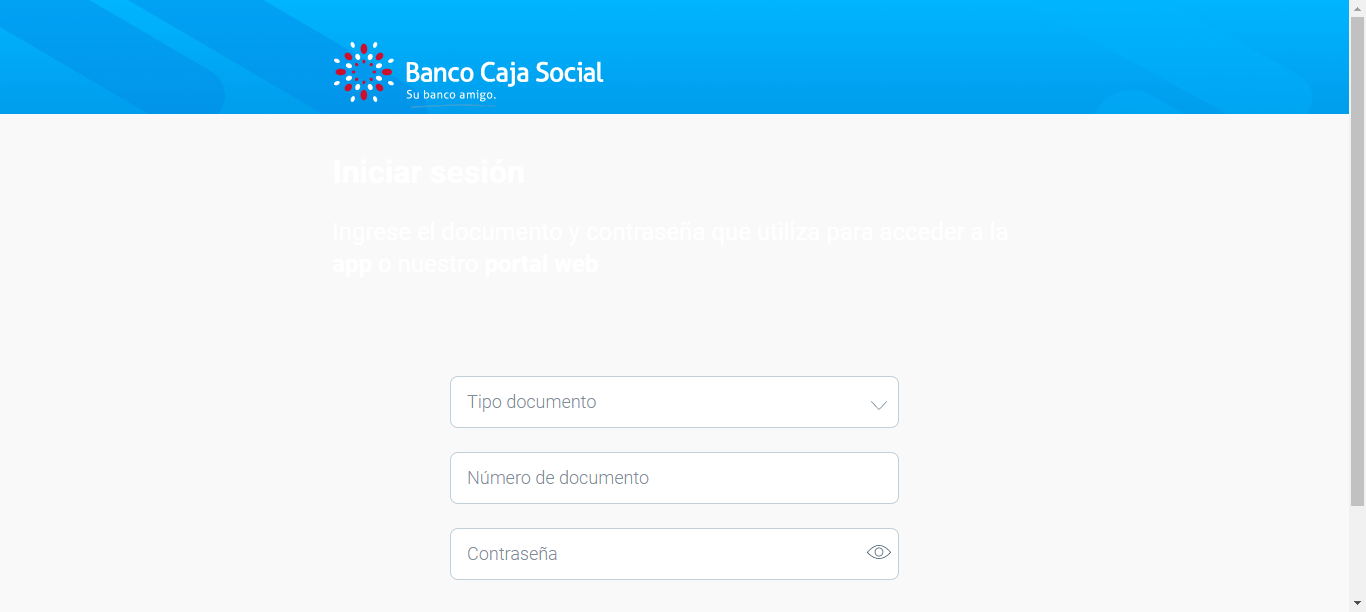 Banco Caja Social
Su banco amigo.
Iniciar sesión
Ingrese el documento y contraseña que utiliza para acceder a la
app o nuestro portal web
Tipo documento
Número de documento
Contraseña